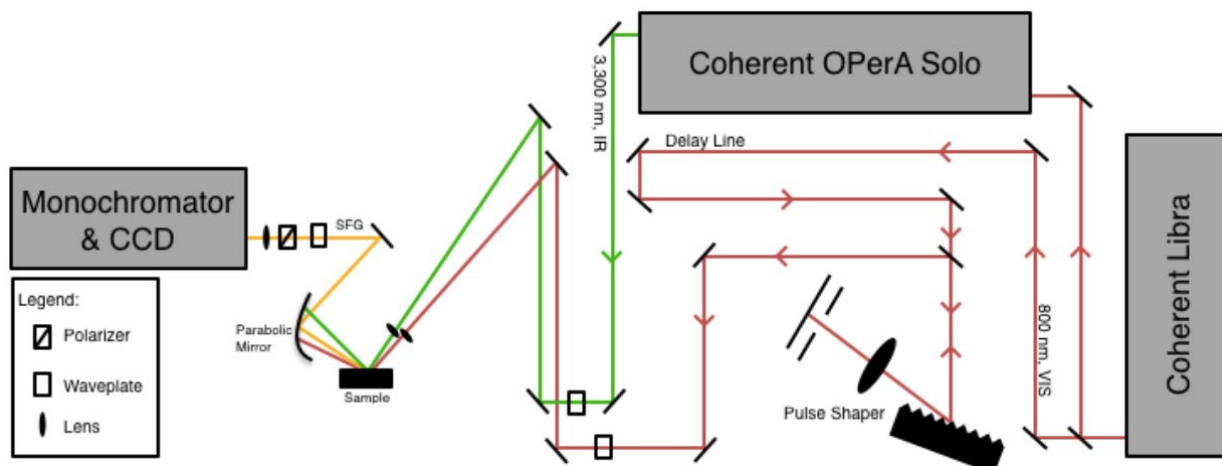 Coherent OPerA Solo
3,300 nm, IR
Delay Line
Monochromator
& CCD
SFG
Legend:
Polarizer
Waveplate
Lens
Parabolic
Mirror
Sample
Pulse Shaper
800 nm, VIS
Coherent Libra